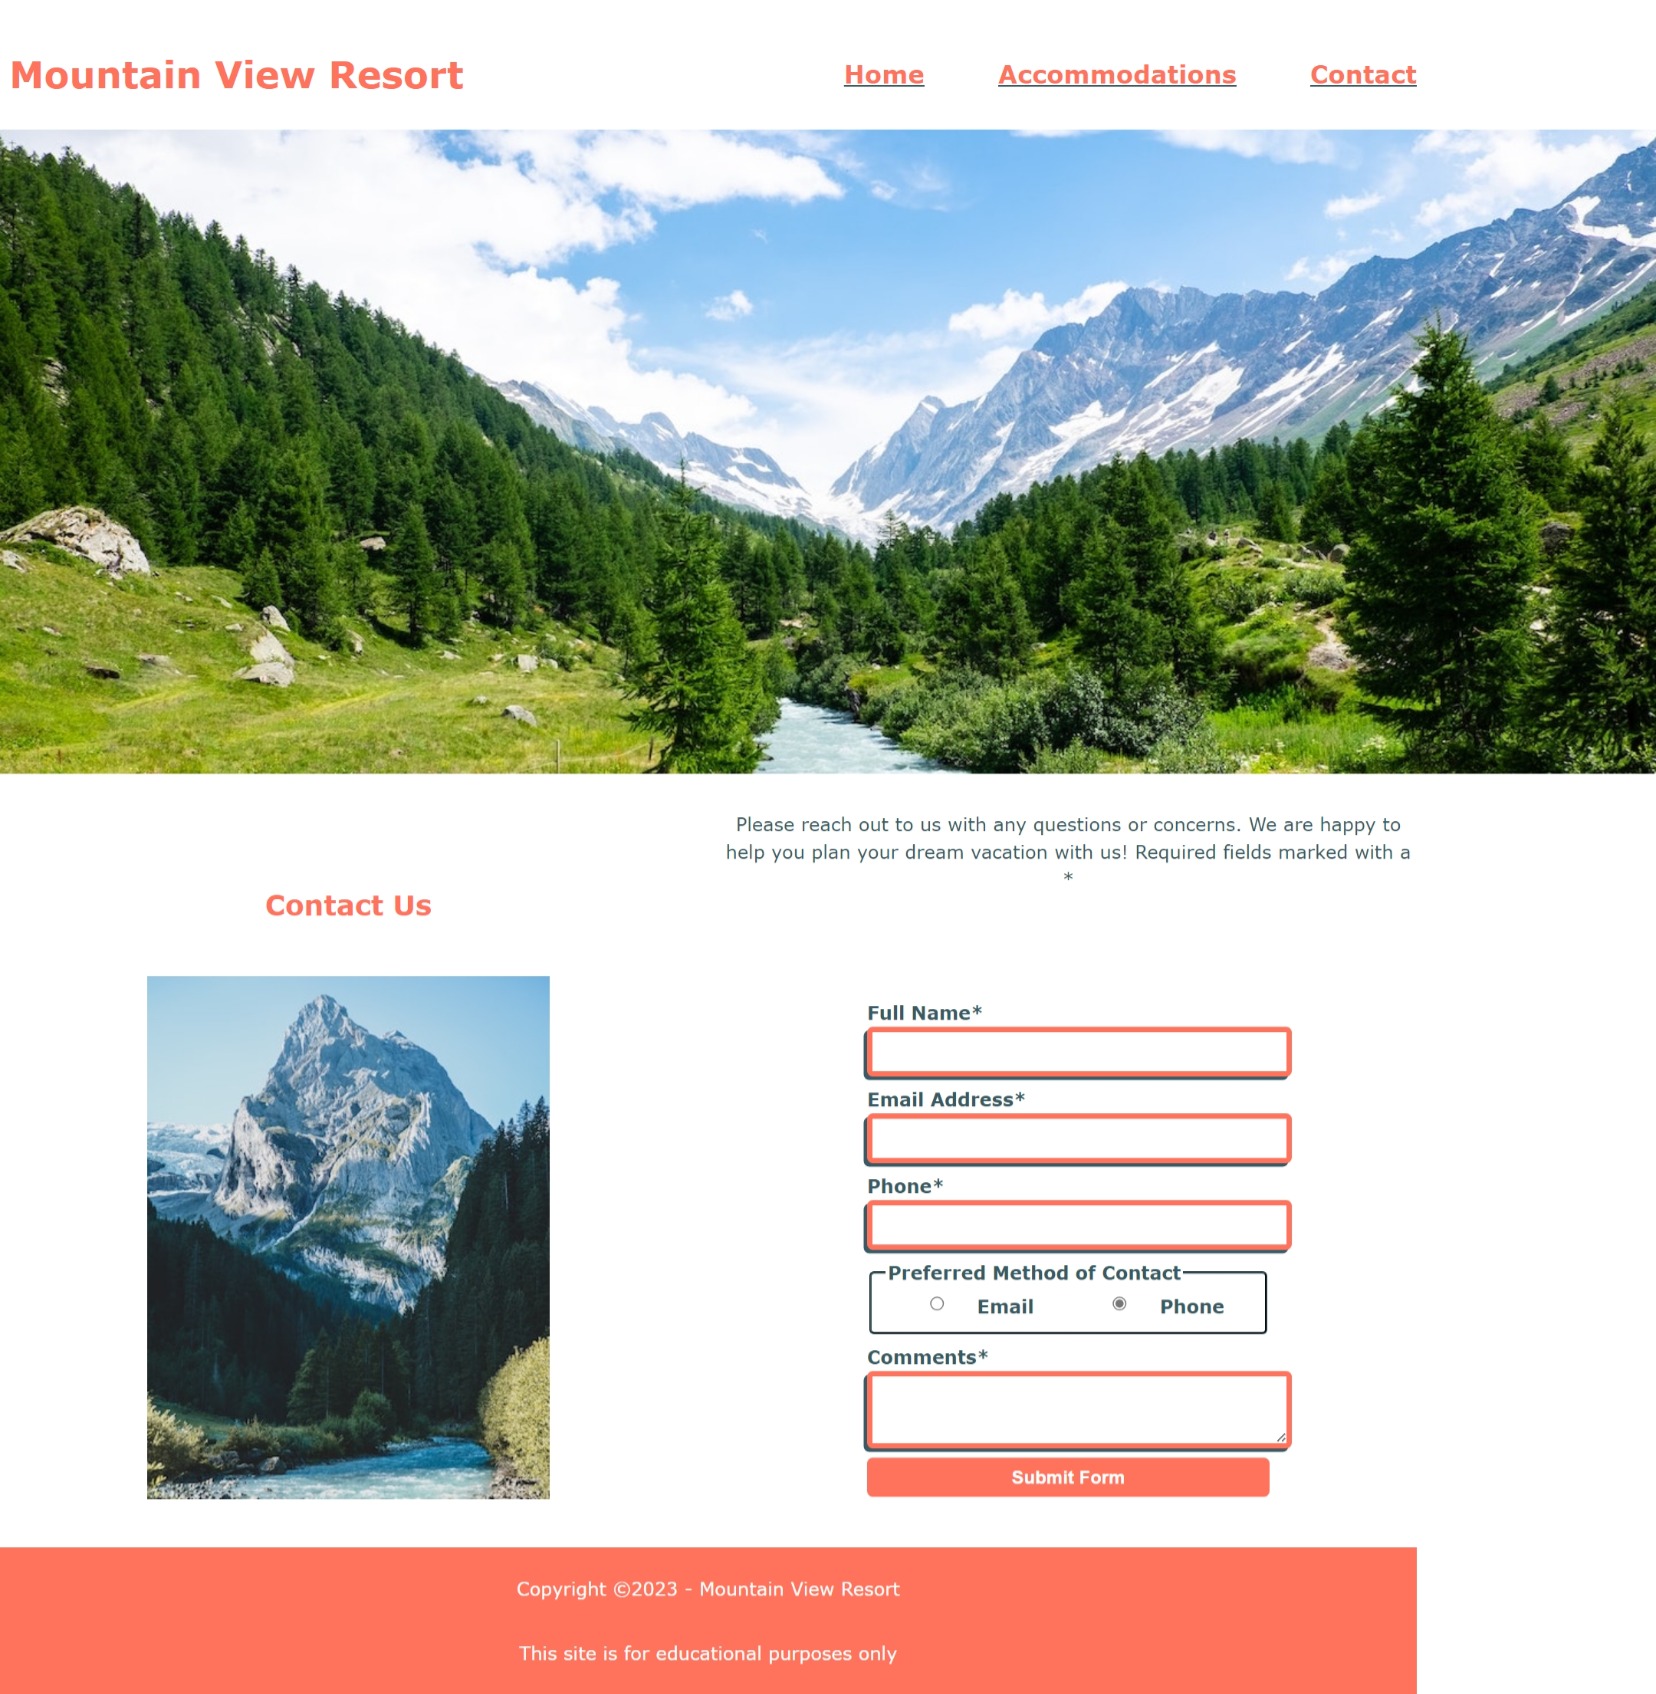 Mountain View Resort
Home
Accommodations
Contact
Please reach out to us with any questions or concerns. We are happy to
help you plan your dream vacation with us! Required fields marked with a
*
Contact Us
Full Name*
Email Address*
Phone*
Preferred Method of Contact
Email
Phone
Comments*
Submit Form
Copyright ©2023 - Mountain View Resort
This site is for educational purposes only